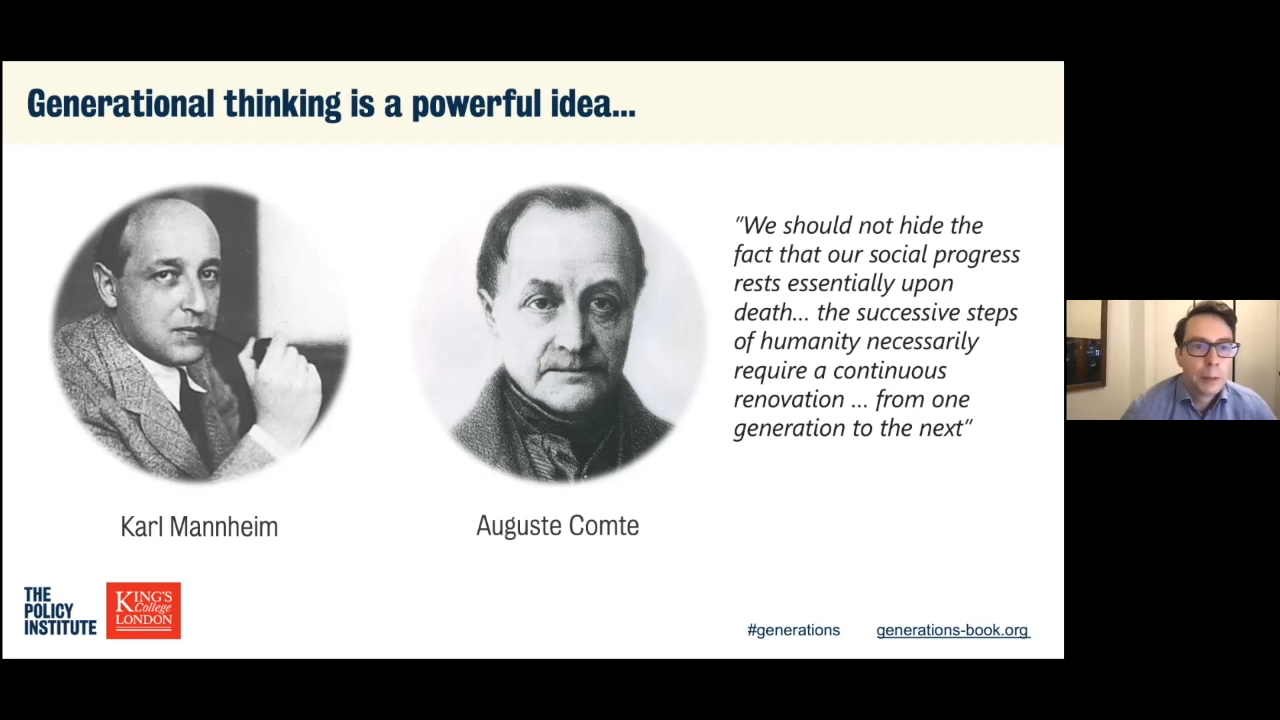 Generational thinking is a powerful idea...
"We should not hide the
fact that our social progress
rests essentially upon
death... the successive steps
of humanity necessarily
require a continuous
renovation ... from one
generation to the next"
Karl Mannheim
Auguste Comte
THE
POLICY
INSTITUTE
KING'S
College
LONDON
#generations
generations-book.org